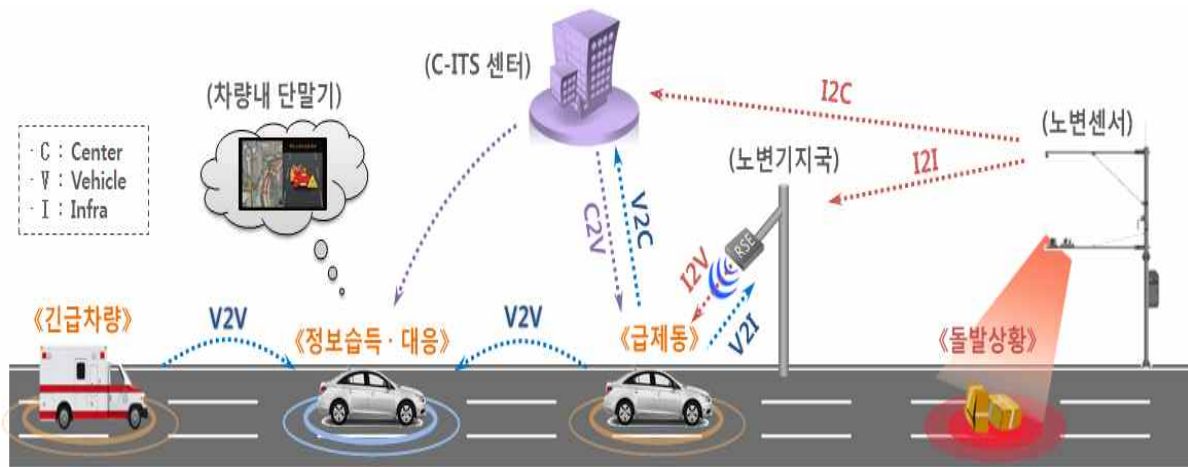 (C-ITS 센터)
(차량내 단말기)
I2C
(노변센서)
· C : Center
· V : Vehicle
· I : Infra
(노변기지국)
I2I
C2V
V2C
RSE
I2V
V2I
《긴급차량》
V2V
《정보습득·대응》
V2V
《급제동》
《돌발상황》